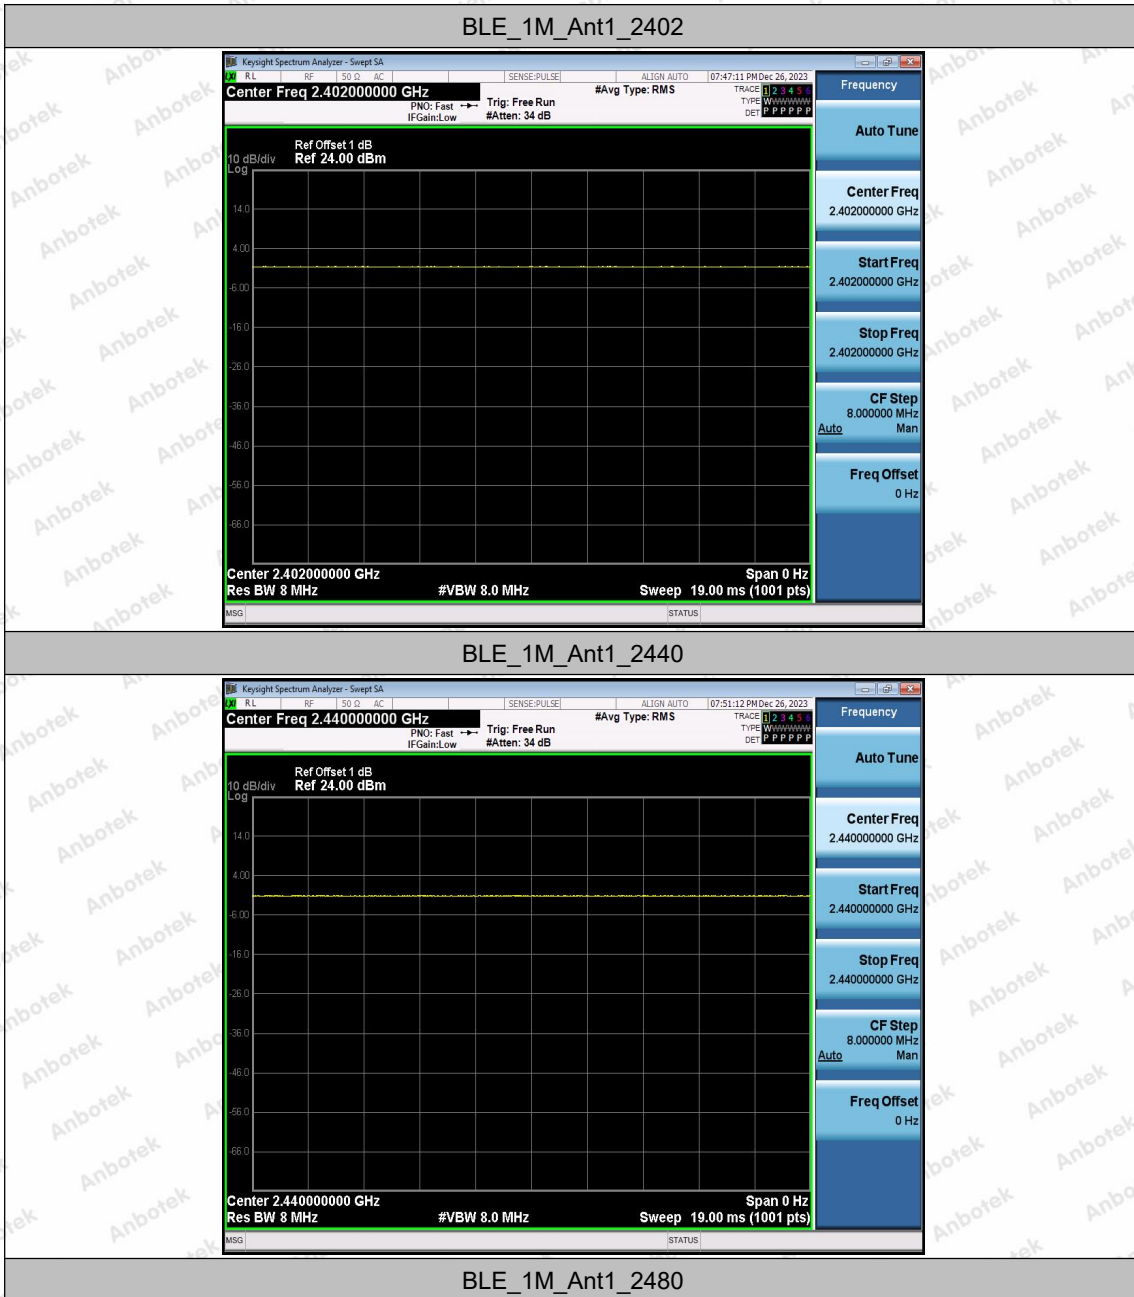 BLE_1M_Ant1_2402
Keysight Spectrum Analyzer - Swept SA
LXI RL RF 50 Ω AC SENSE:PULSE ALIGN AUTO 07:47:11 PM Dec 26, 2023
Center Freq 2.402000000 GHz
PNO: Fast
IFGain:Low
Trig: Free Run
#Atten: 34 dB
#Avg Type: RMS
TRACE 1 2 3 4 5 6
TYPE WWWWWWW
DET P P P P P P
Ref Offset 1 dB
10 dB/div Ref 24.00 dBm
Log
14.0
4.00
-6.00
-16.0
-26.0
-36.0
-46.0
-56.0
-66.0
Center 2.402000000 GHz Span 0 Hz
Res BW 8 MHz #VBW 8.0 MHz Sweep 19.00 ms (1001 pts)
MSG STATUS
Frequency
Auto Tune
Center Freq
2.402000000 GHz
Start Freq
2.402000000 GHz
Stop Freq
2.402000000 GHz
CF Step
8.000000 MHz
Auto Man
Freq Offset
0 Hz
BLE_1M_Ant1_2440
Keysight Spectrum Analyzer - Swept SA
LXI RL RF 50 Ω AC SENSE:PULSE ALIGN AUTO 07:51:12 PM Dec 26, 2023
Center Freq 2.440000000 GHz
PNO: Fast
IFGain:Low
Trig: Free Run
#Atten: 34 dB
#Avg Type: RMS
TRACE 1 2 3 4 5 6
TYPE WWWWWWW
DET P P P P P P
Ref Offset 1 dB
10 dB/div Ref 24.00 dBm
Log
14.0
4.00
-6.00
-16.0
-26.0
-36.0
-46.0
-56.0
-66.0
Center 2.440000000 GHz Span 0 Hz
Res BW 8 MHz #VBW 8.0 MHz Sweep 19.00 ms (1001 pts)
MSG STATUS
Frequency
Auto Tune
Center Freq
2.440000000 GHz
Start Freq
2.440000000 GHz
Stop Freq
2.440000000 GHz
CF Step
8.000000 MHz
Auto Man
Freq Offset
0 Hz
BLE_1M_Ant1_2480
Anbotek